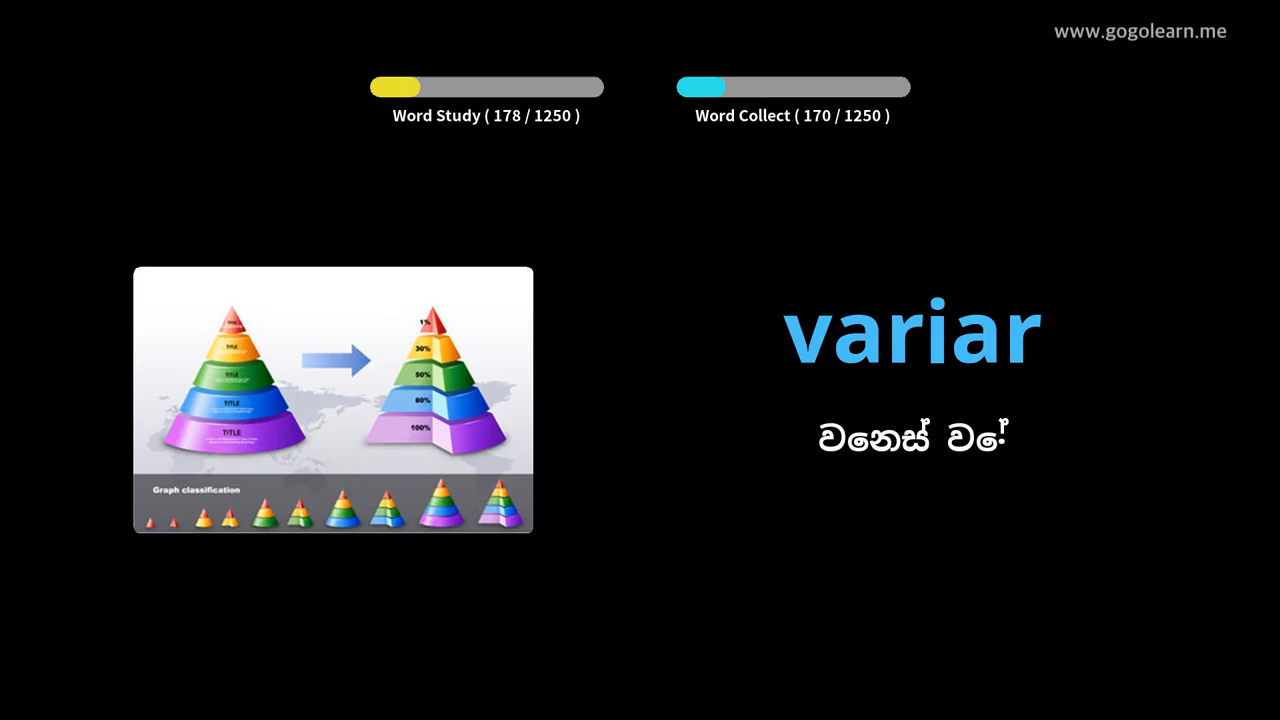 www.gogolearn.me
Word Study ( 178 / 1250 )
Word Collect ( 170 / 1250 )
variar
වෙනස් වේ
TITLE
TITLE
TITLE
TITLE
1%
30%
50%
80%
100%
Graph classification